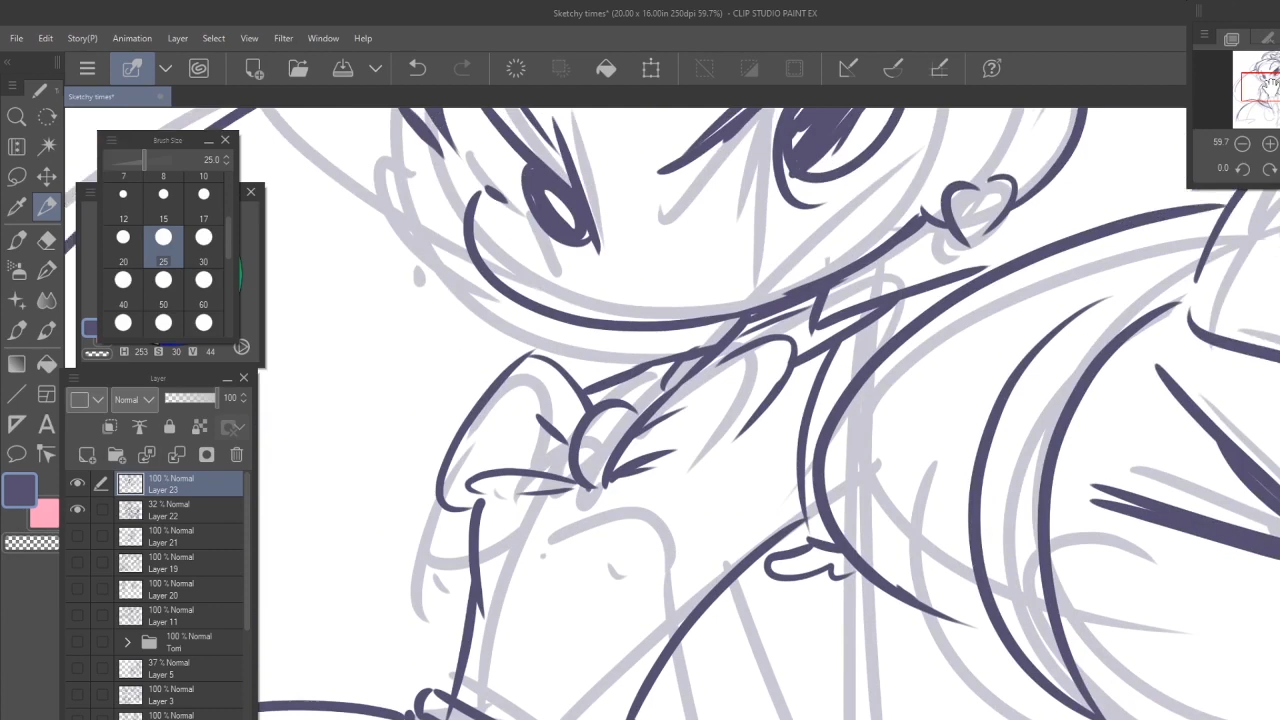 Sketchy times* (20.00 x 16.00in 250dpi 59.7%) - CLIP STUDIO PAINT EX
File Edit Story(P) Animation Layer Select View Filter Window Help
Sketchy times*
Brush Size
25.0
7 8 10
12 15 17
20 25 30
40 50 60
H 253 S 30 V 44
59.7
0.0
Layer
Normal 100
100 % Normal
Layer 23
32 % Normal
Layer 22
100 % Normal
Layer 21
100 % Normal
Layer 19
100 % Normal
Layer 20
100 % Normal
Layer 11
100 % Normal
Tom
37 % Normal
Layer 5
100 % Normal
Layer 3
100 % Normal